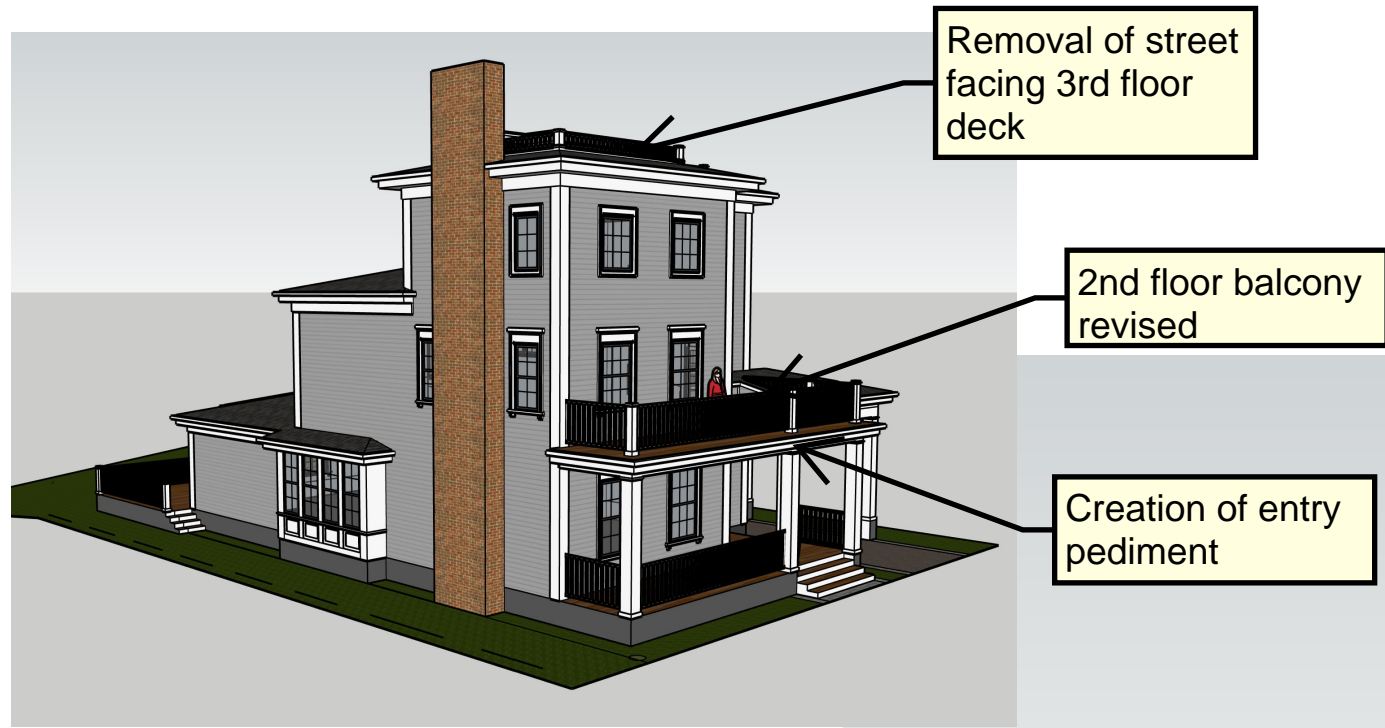 Removal of street
facing 3rd floor
deck
2nd floor balcony
revised
Creation of entry
pediment